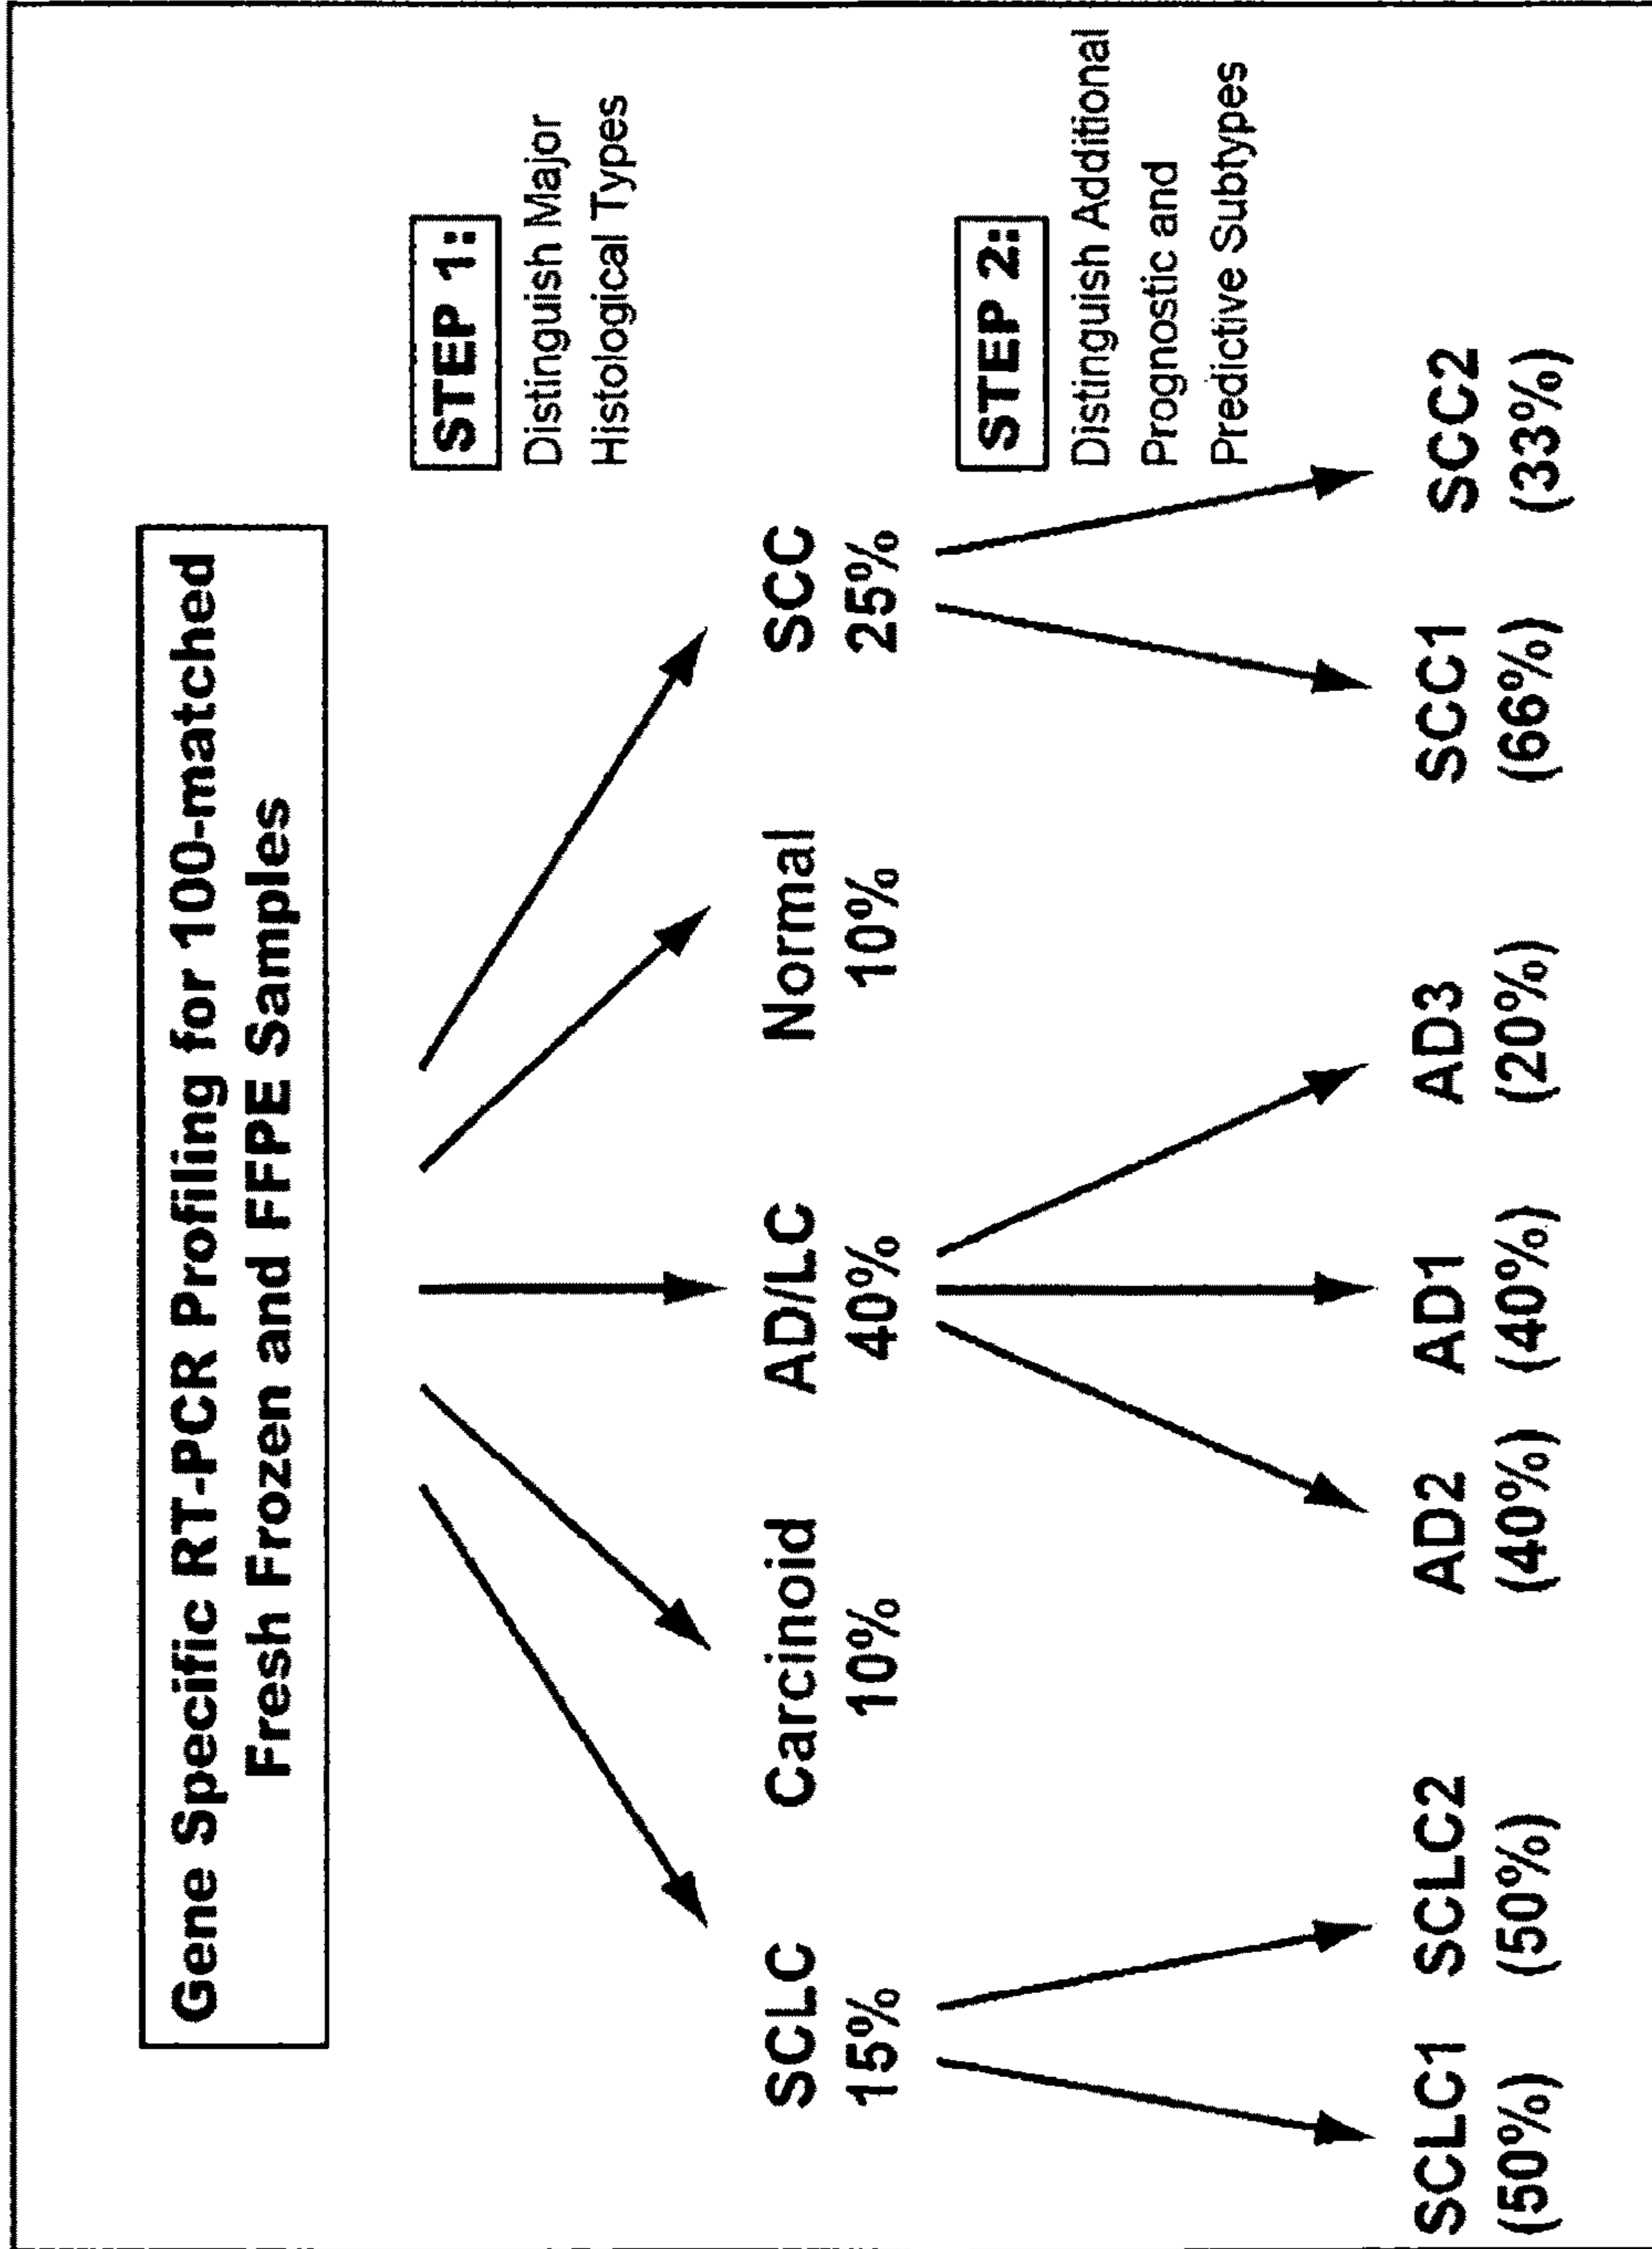 Gene Specific RT-PCR Profiling for 100-matched
Fresh Frozen and FFPE Samples
STEP 1:
Distinguish Major
Histological Types
SCLC
15%
Carcinoid
10%
AD/LC
40%
Normal
10%
SCC
25%
STEP 2:
Distinguish Additional
Prognostic and
Predictive Subtypes
SCLC1
(50%)
SCLC2
(50%)
AD2
(40%)
AD1
(40%)
AD3
(20%)
SCC1
(66%)
SCC2
(33%)